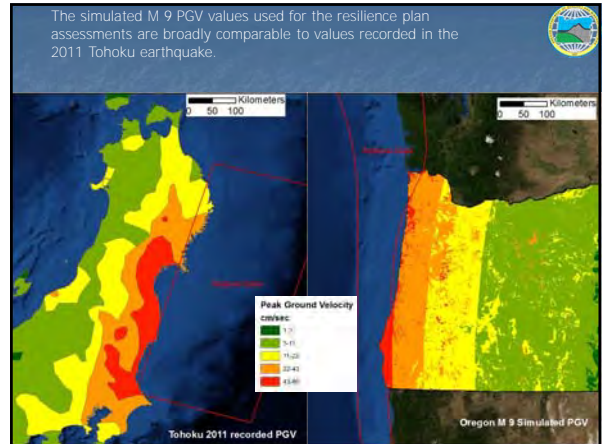 The simulated M 9 PGV values used for the resilience plan
assessments are broadly comparable to values recorded in the
2011 Tohoku earthquake.
Kilometers
0 50 100
Kilometers
0 50 100
Peak Ground Velocity
cm/sec
11-22
22-43
Tohoku 2011 recorded PGV
Oregon M 9 Simulated PGV